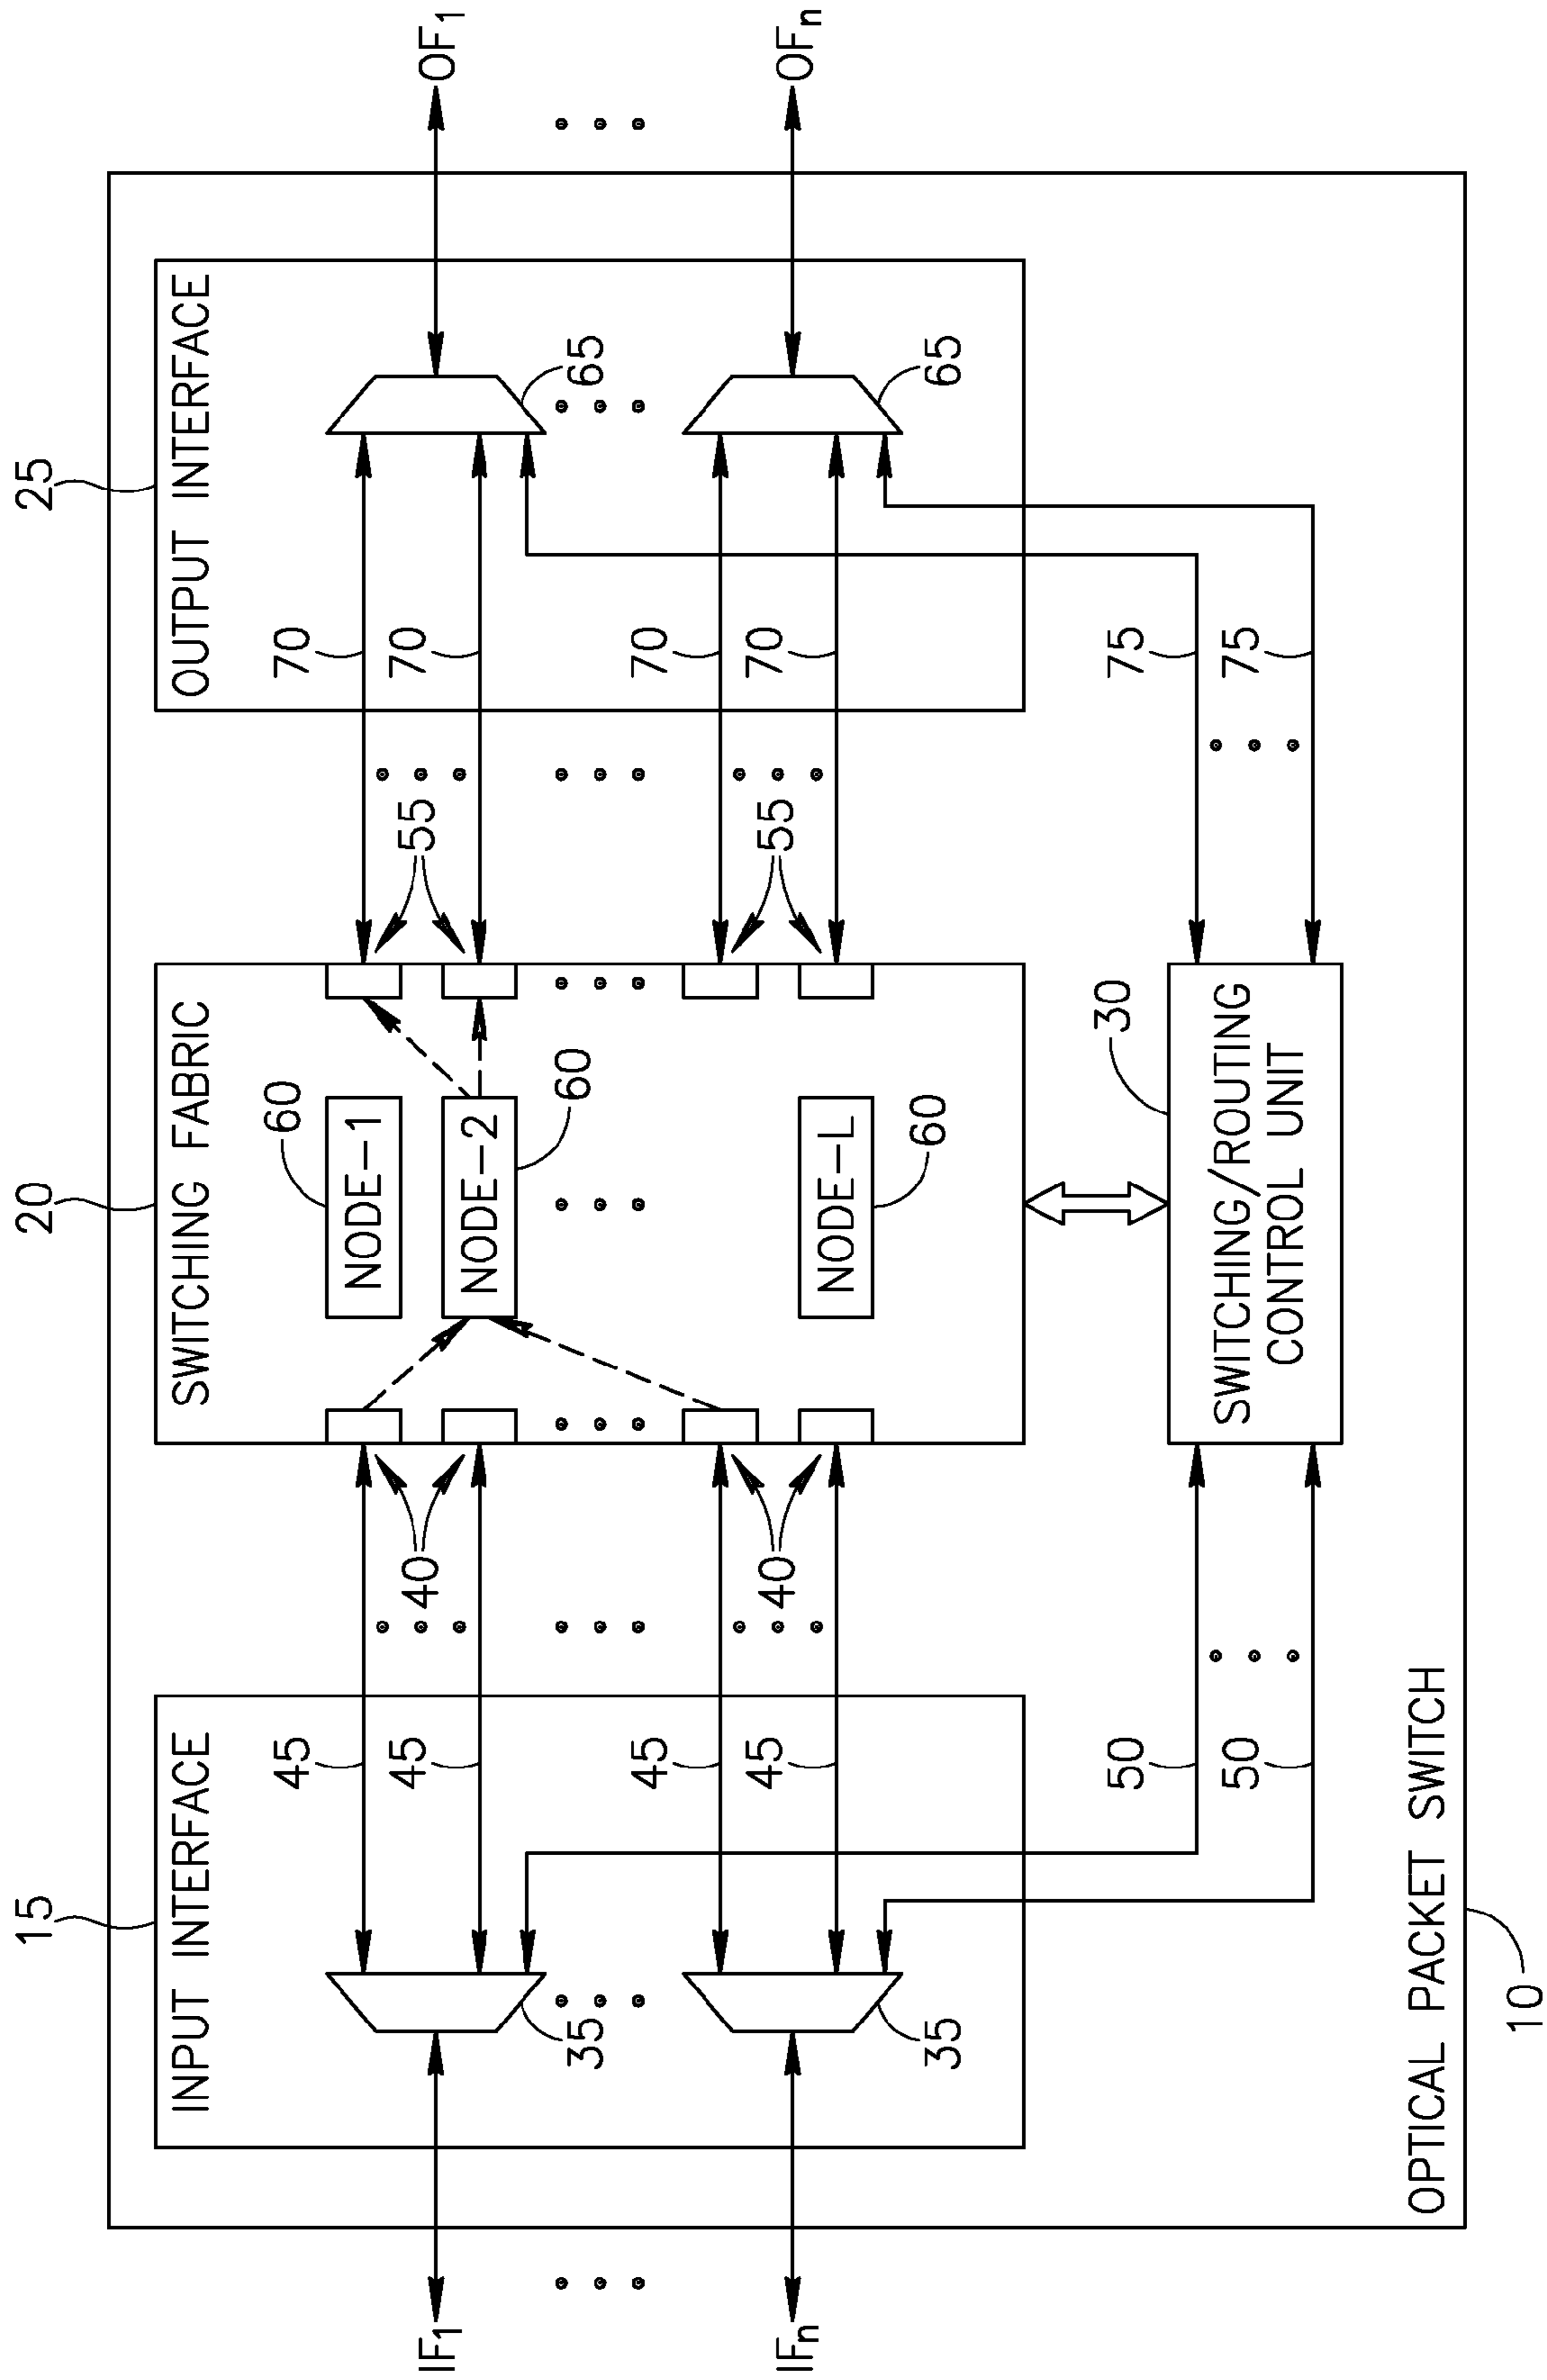 15
20
25
INPUT INTERFACE
SWITCHING FABRIC
OUTPUT INTERFACE
45
60
70
IF1
NODE-1
OF1
45
40
55
70
NODE-2
35
60
65
45
70
IFn
45
40
55
70
OFn
NODE-L
35
60
65
50
30
75
50
SWITCHING/ROUTING
CONTROL UNIT
75
OPTICAL PACKET SWITCH
10